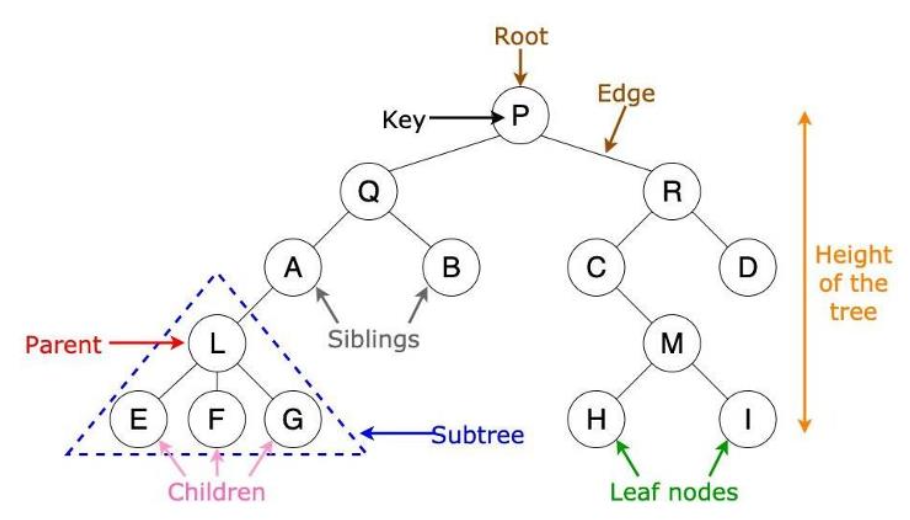 Root
Edge
Key
P
Q
R
A
B
C
D
Height
of the
tree
Siblings
Parent
L
M
E
F
G
H
I
Subtree
Children
Leaf nodes